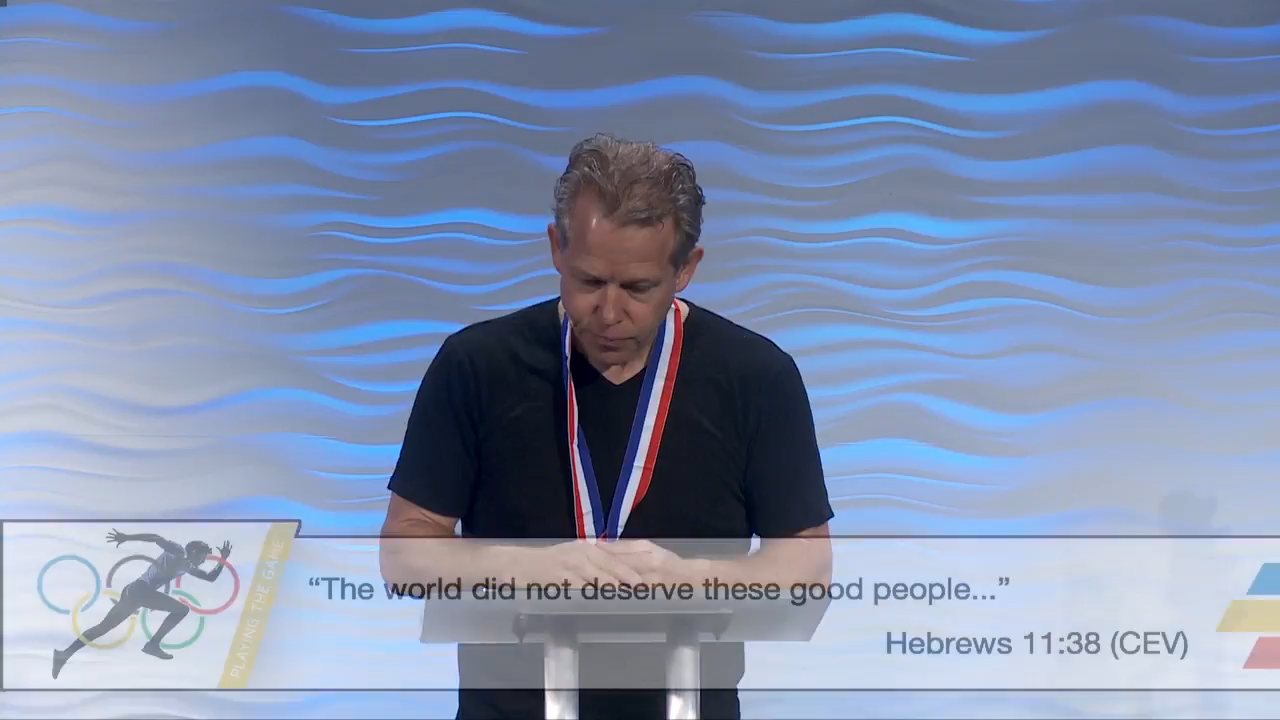 PLAYING THE GAME
“The world did not deserve these good people...”
Hebrews 11:38 (CEV)